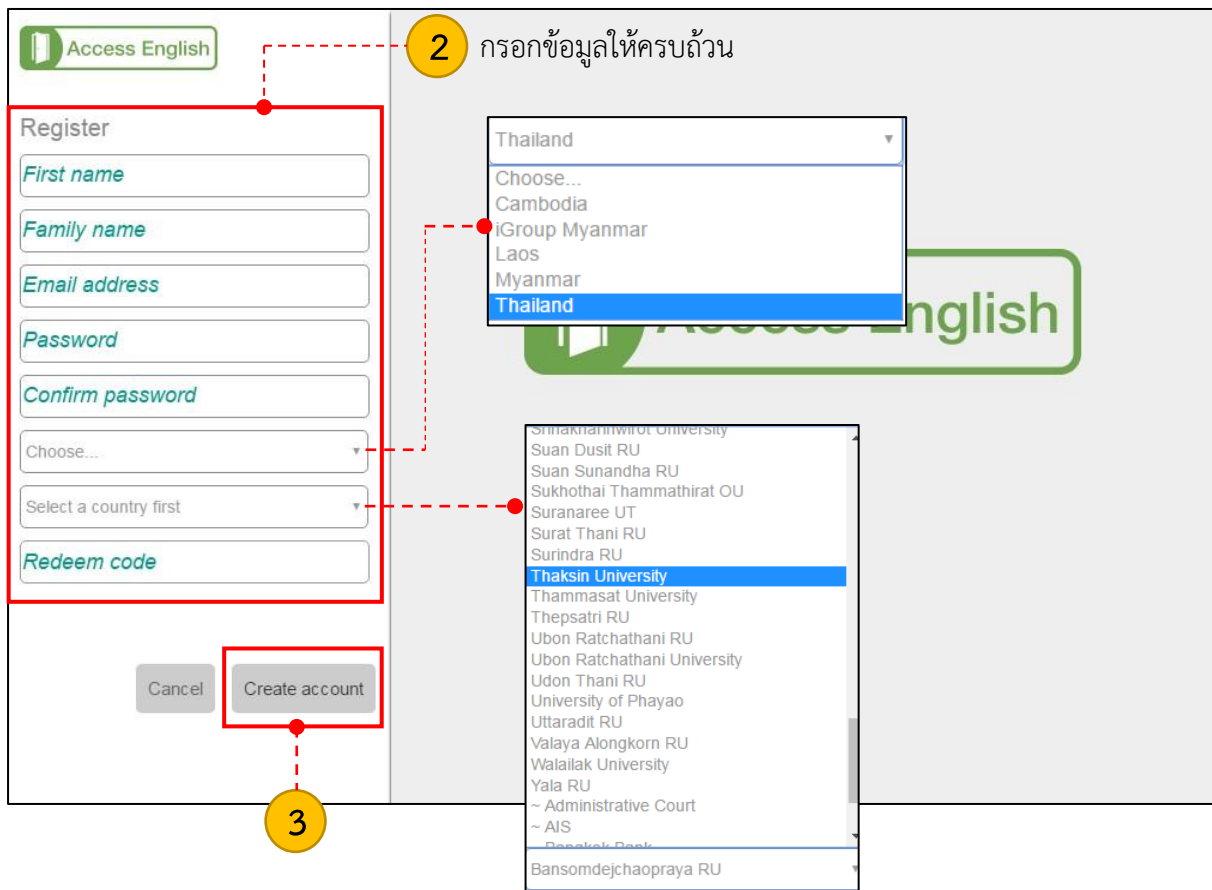 Access English
2 กรอกข้อมูลให้ครบถ้วน
Register
First name
Family name
Email address
Password
Confirm password
Choose...
Select a country first
Redeem code
Cancel
Create account
3
Thailand
Choose...
Cambodia
iGroup Myanmar
Laos
Myanmar
Thailand
English
Srinakharinwirot University
Suan Dusit RU
Suan Sunandha RU
Sukhothai Thammathirat OU
Suranaree UT
Surat Thani RU
Surindra RU
Thaksin University
Thammasat University
Thepsatri RU
Ubon Ratchathani RU
Ubon Ratchathani University
Udon Thani RU
University of Phayao
Uttaradit RU
Valaya Alongkorn RU
Walailak University
Yala RU
~ Administrative Court
~ AIS
~ Bangkok Bank
Bansomdejchaopraya RU